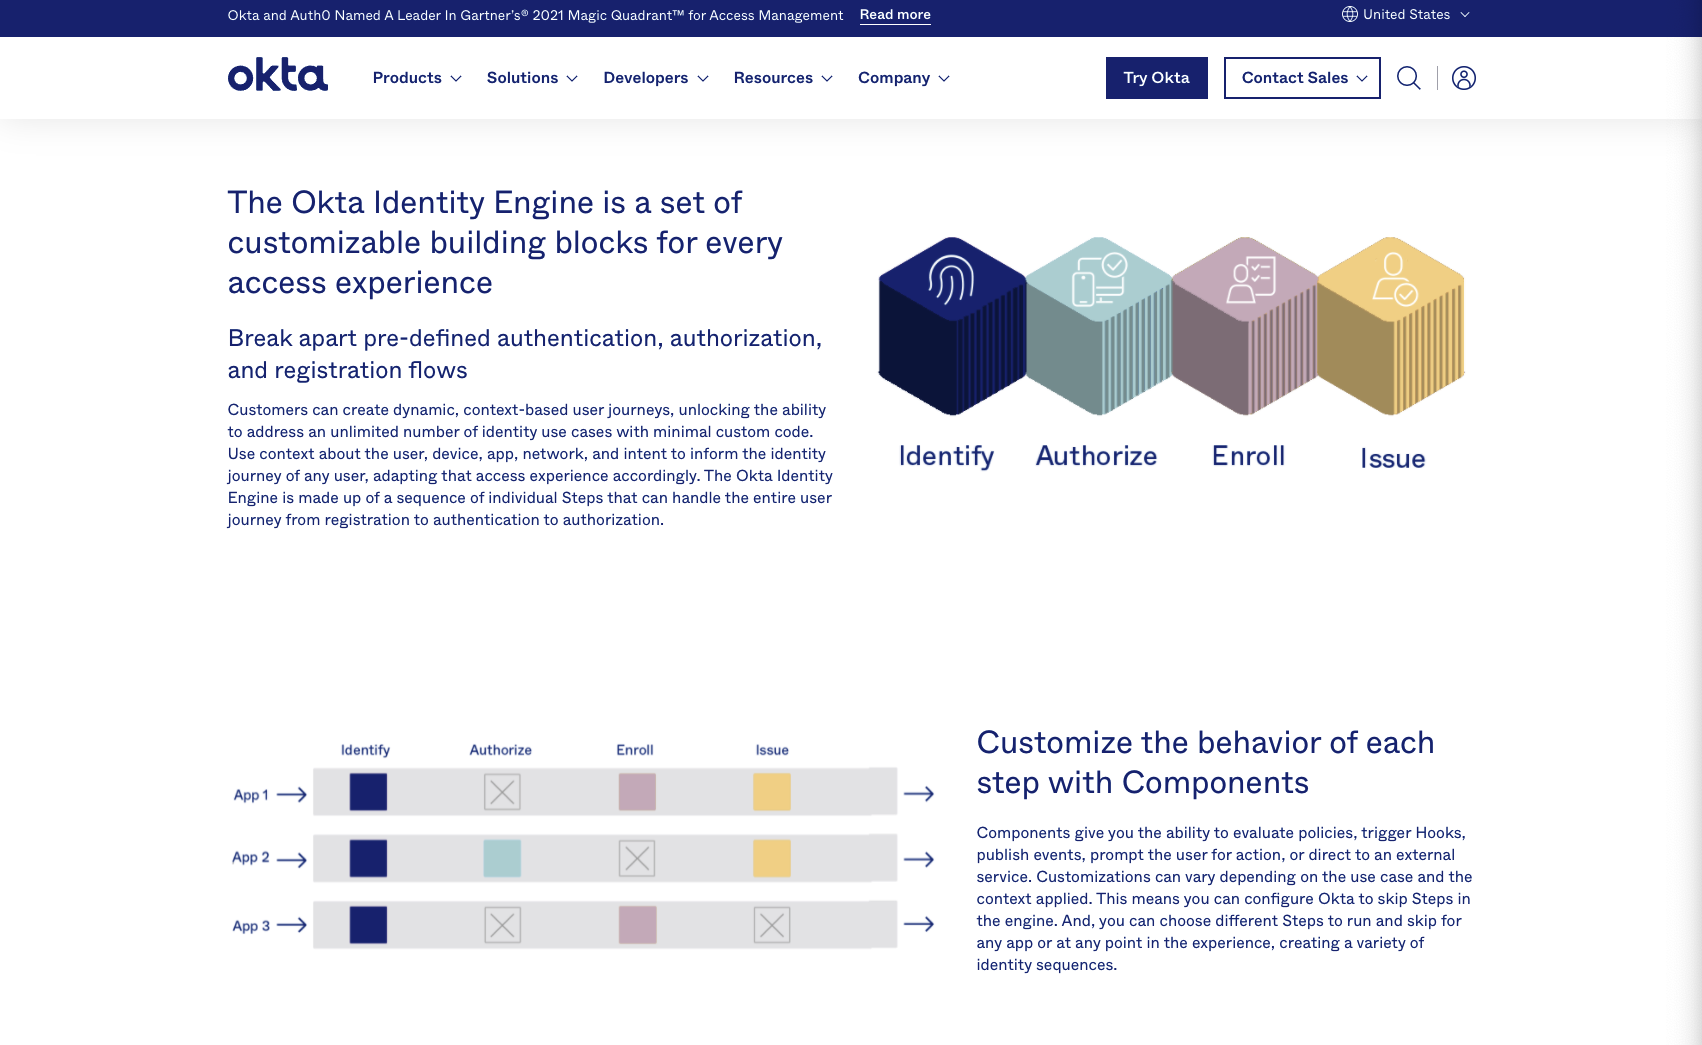 Okta and Auth0 Named A Leader In Gartner's® 2021 Magic Quadrant™ for Access Management Read more
United States
okta
Products Solutions Developers Resources Company
Try Okta Contact Sales
The Okta Identity Engine is a set of
customizable building blocks for every
access experience
Break apart pre-defined authentication, authorization,
and registration flows
Customers can create dynamic, context-based user journeys, unlocking the ability
to address an unlimited number of identity use cases with minimal custom code.
Use context about the user, device, app, network, and intent to inform the identity
journey of any user, adapting that access experience accordingly. The Okta Identity
Engine is made up of a sequence of individual Steps that can handle the entire user
journey from registration to authentication to authorization.
Identify Authorize Enroll Issue
Identify Authorize Enroll Issue
App 1
App 2
App 3
Customize the behavior of each
step with Components
Components give you the ability to evaluate policies, trigger Hooks,
publish events, prompt the user for action, or direct to an external
service. Customizations can vary depending on the use case and the
context applied. This means you can configure Okta to skip Steps in
the engine. And, you can choose different Steps to run and skip for
any app or at any point in the experience, creating a variety of
identity sequences.